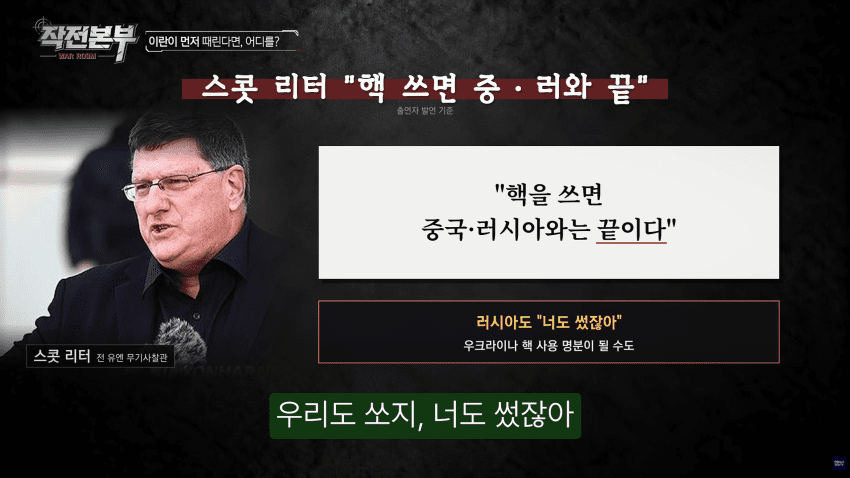 작전본부
WAR ROOM
이란이 먼저 때린다면, 어디를?
스콧 리터 "핵 쓰면 중·러와 끝"
출연자 발언 기준
"핵을 쓰면
중국·러시아와는 끝이다"
러시아도 "너도 썼잖아"
우크라이나 핵 사용 명분이 될 수도
스콧 리터 전 유엔 무기사찰관
우리도 쏘지, 너도 썼잖아